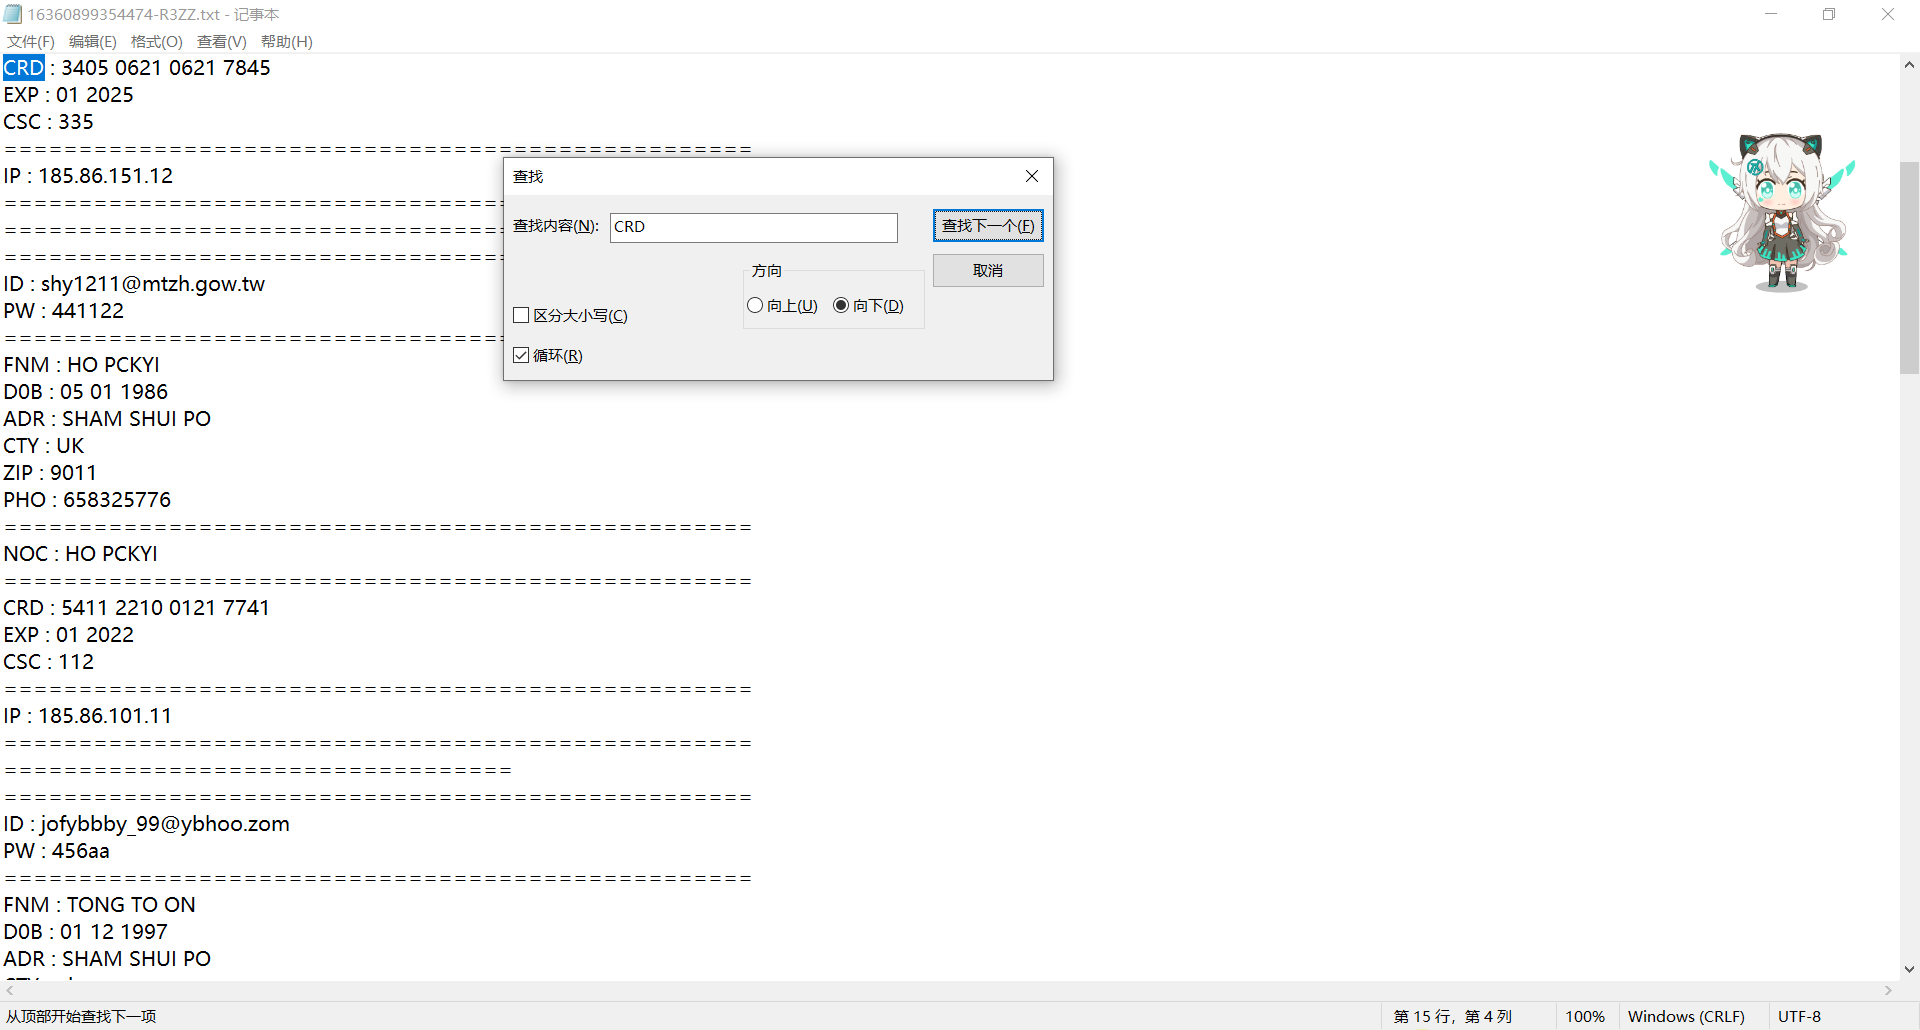 16360899354474-R3ZZ.txt - 记事本
文件(F) 编辑(E) 格式(O) 查看(V) 帮助(H)
CRD : 3405 0621 0621 7845
EXP : 01 2025
CSC : 335
==================================================
IP : 185.86.151.12
==================================
==================================
==================================
ID : shy1211@mtzh.gow.tw
PW : 441122
==================================
FNM : HO PCKYI
D0B : 05 01 1986
ADR : SHAM SHUI PO
CTY : UK
ZIP : 9011
PHO : 658325776
==================================================
NOC : HO PCKYI
==================================================
CRD : 5411 2210 0121 7741
EXP : 01 2022
CSC : 112
==================================================
IP : 185.86.101.11
==================================================
==================================
==================================================
ID : jofybbby_99@ybhoo.zom
PW : 456aa
==================================================
FNM : TONG TO ON
D0B : 01 12 1997
ADR : SHAM SHUI PO
查找
查找内容(N): CRD 查找下一个(F)
方向 取消
向上(U) 向下(D)
区分大小写(C)
循环(R)
从顶部开始查找下一项 第 15 行，第 4 列 100% Windows (CRLF) UTF-8